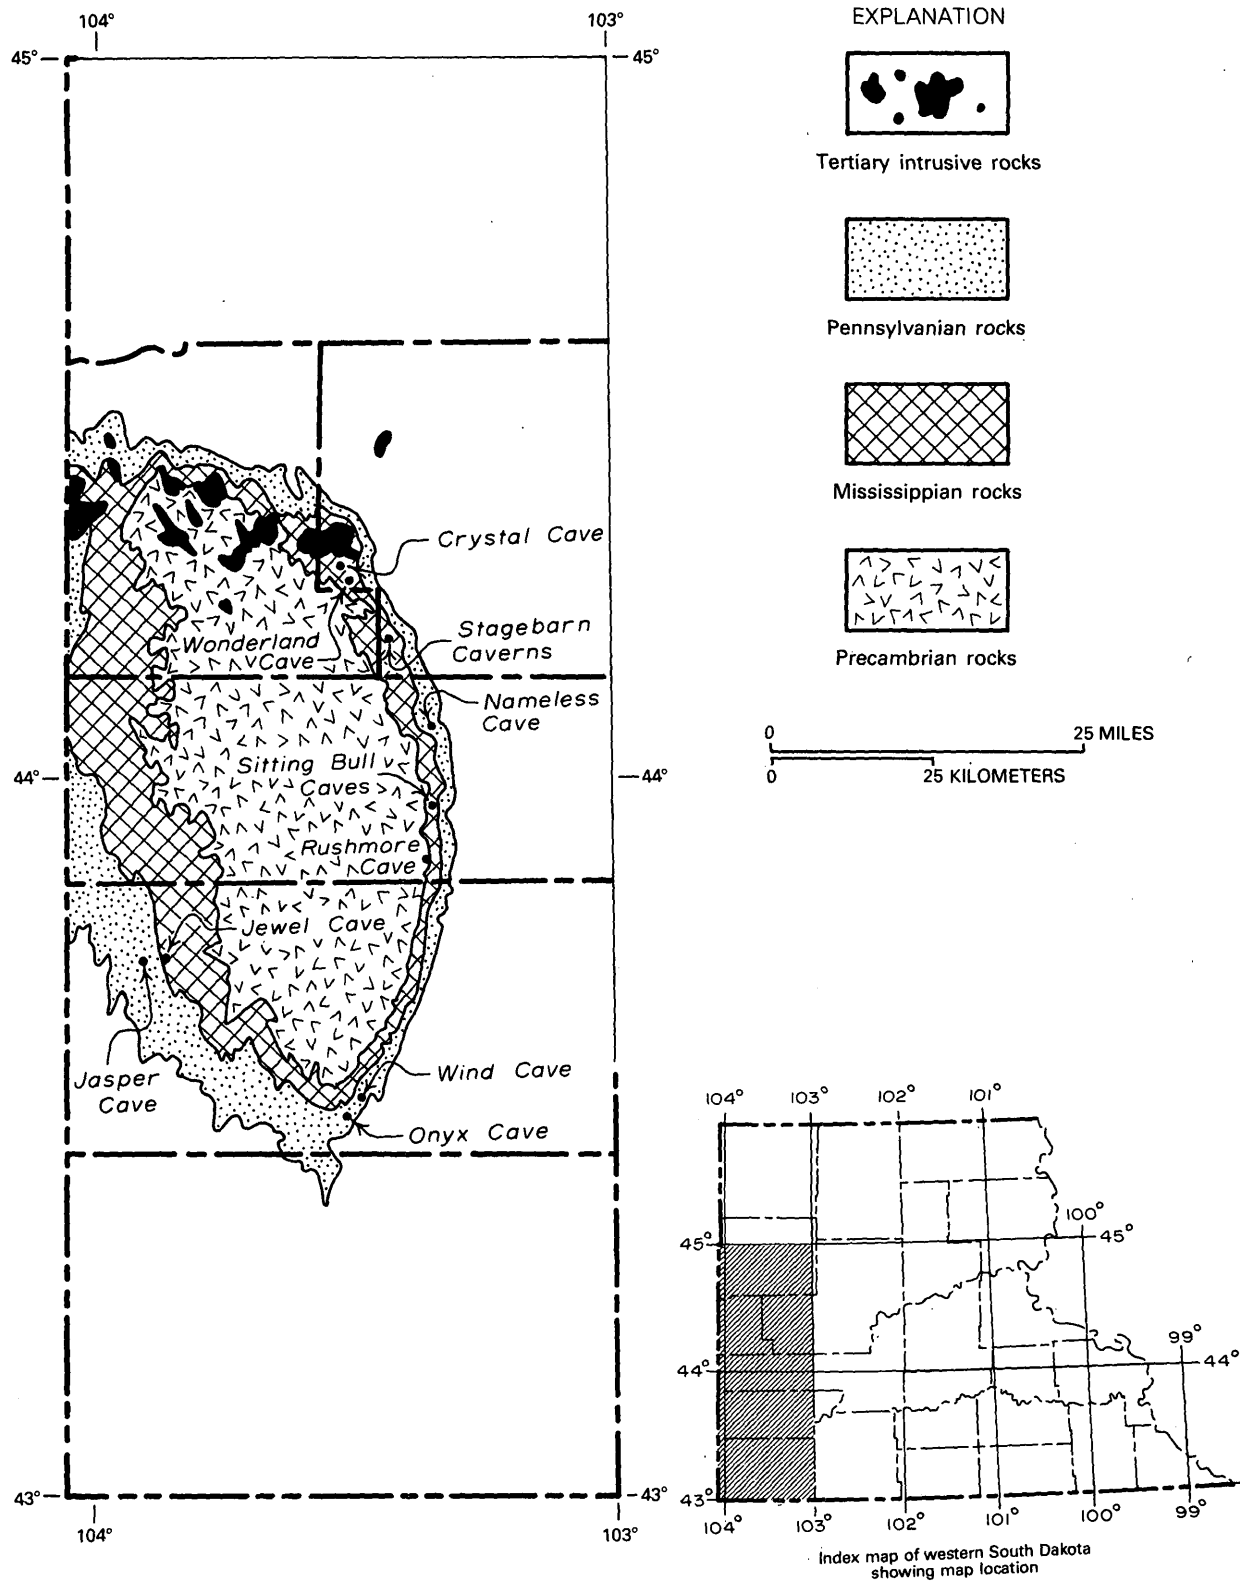 104°
103°
45°
45°
EXPLANATION
Tertiary intrusive rocks
Pennsylvanian rocks
Mississippian rocks
Precambrian rocks
0
25 MILES
0
25 KILOMETERS
Crystal Cave
Wonderland
Cave
Stagebarn
Caverns
Nameless
Cave
44°
44°
Sitting Bull
Caves
Rushmore
Cave
Jewel Cave
Jasper
Cave
Wind Cave
Onyx Cave
43°
43°
104°
103°
104°
103°
102°
101°
100°
45°
45°
99°
44°
44°
43°
104°
103°
102°
101°
100°
99°
Index map of western South Dakota
showing map location